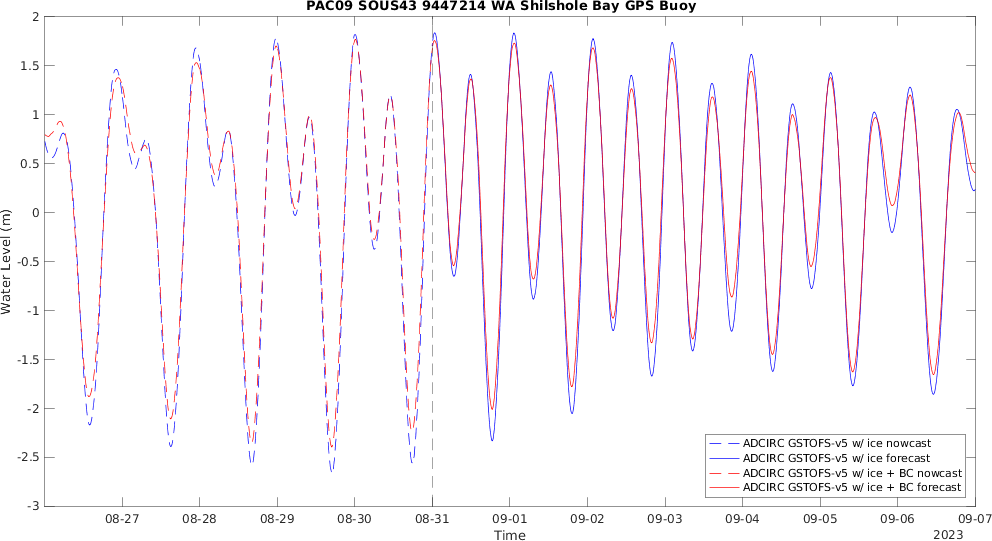 PAC09 SOUS43 9447214 WA Shilshole Bay GPS Buoy
2
1.5
1
0.5
0
-0.5
-1
-1.5
-2
-2.5
-3
Water Level (m)
08-27 08-28 08-29 08-30 08-31 09-01 09-02 09-03 09-04 09-05 09-06 09-07
Time
2023
ADCIRC GSTOFS-v5 w/ ice nowcast
ADCIRC GSTOFS-v5 w/ ice forecast
ADCIRC GSTOFS-v5 w/ ice + BC nowcast
ADCIRC GSTOFS-v5 w/ ice + BC forecast